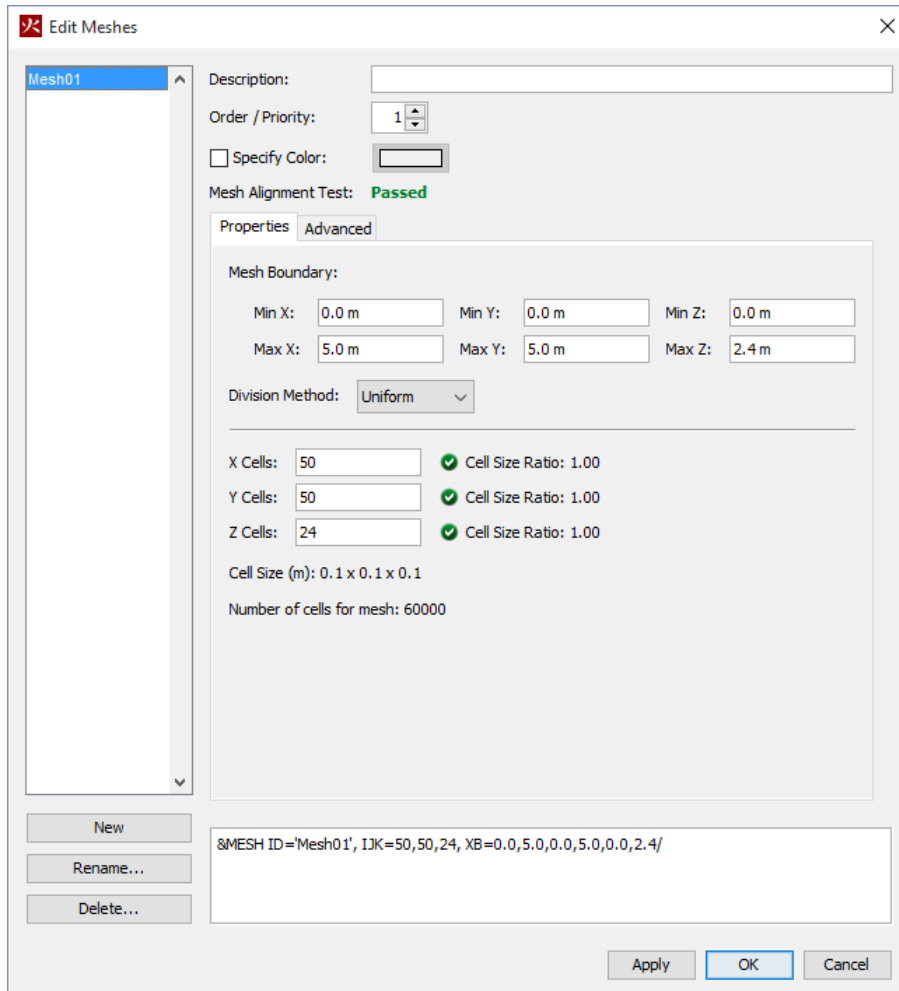 火 Edit Meshes
Mesh01
Description:
Order / Priority: 1
Specify Color:
Mesh Alignment Test: Passed
Properties Advanced
Mesh Boundary:
Min X: 0.0 m Min Y: 0.0 m Min Z: 0.0 m
Max X: 5.0 m Max Y: 5.0 m Max Z: 2.4 m
Division Method: Uniform
X Cells: 50 Cell Size Ratio: 1.00
Y Cells: 50 Cell Size Ratio: 1.00
Z Cells: 24 Cell Size Ratio: 1.00
Cell Size (m): 0.1 x 0.1 x 0.1
Number of cells for mesh: 60000
New
Rename...
Delete...
&MESH ID='Mesh01', IJK=50,50,24, XB=0.0,5.0,0.0,5.0,0.0,2.4/
Apply OK Cancel